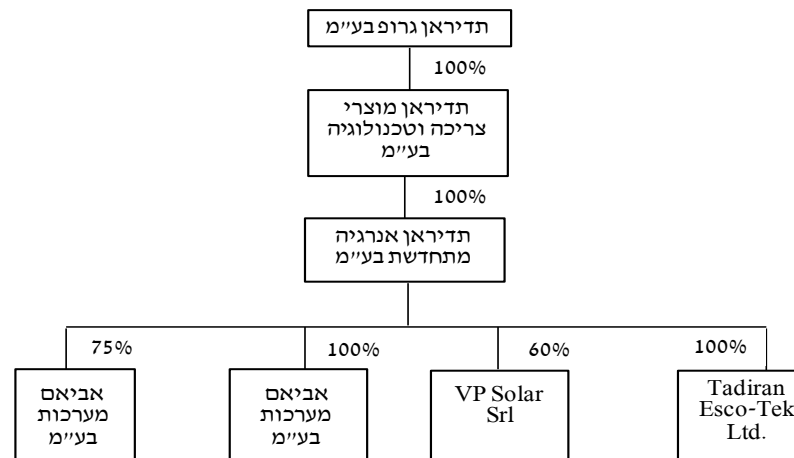 תדיראן גרופ בע״מ
100%
תדיראן מוצרי
צריכה וטכנולוגיה
בע״מ
100%
תדיראן אנרגיה
מתחדשת בע״מ
75%
100%
60%
100%
אביאם
מערכות
בע״מ
אביאם
מערכות
בע״מ
VP Solar
Srl
Tadiran
Esco-Tek
Ltd.